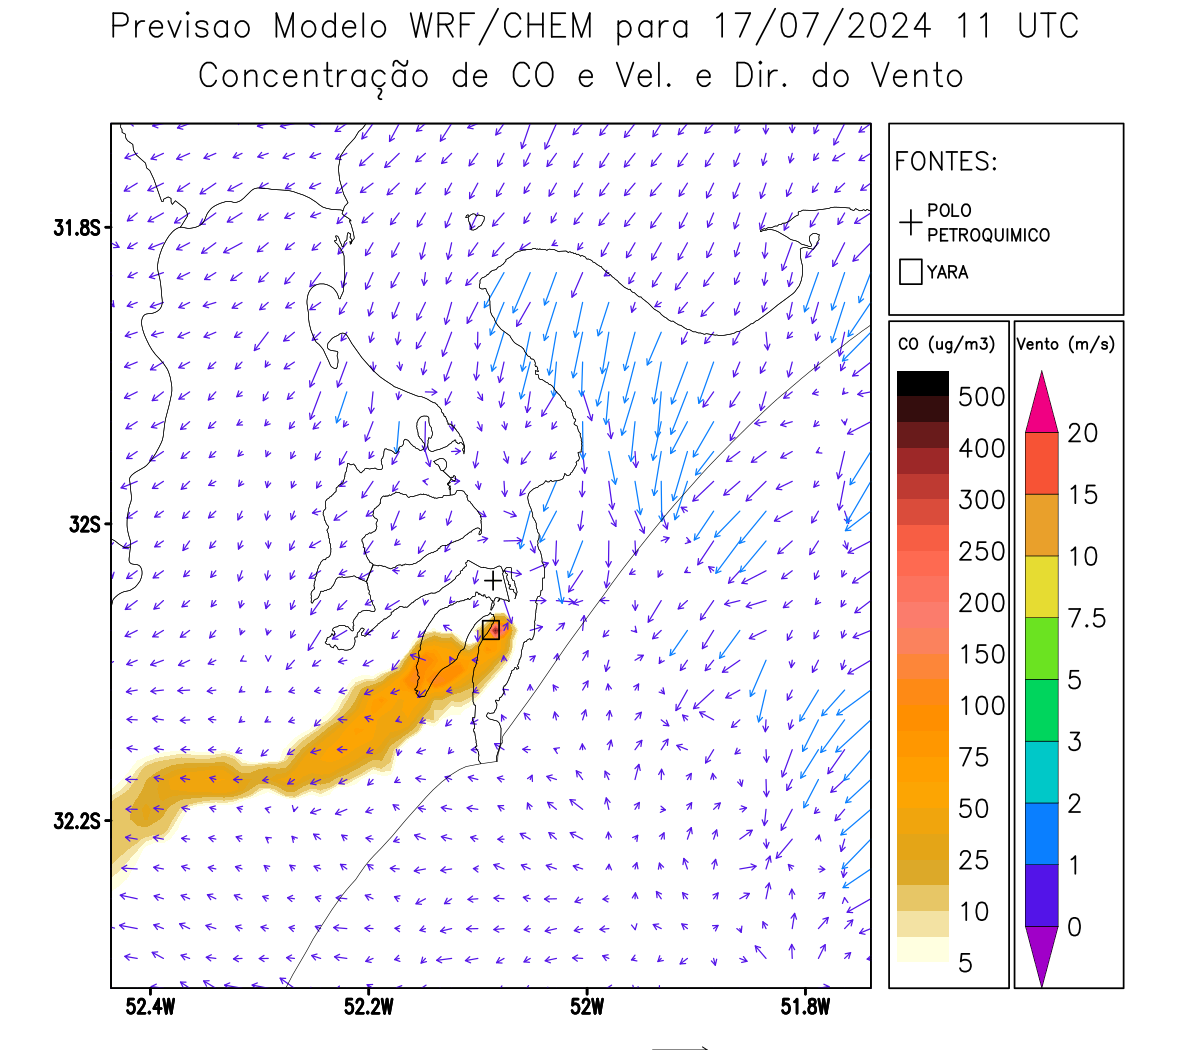 Previsao Modelo WRF/CHEM para 17/07/2024 11 UTC
Concentração de CO e Vel. e Dir. do Vento
FONTES:
POLO
PETROQUIMICO
YARA
CO (ug/m3)
500
400
300
250
200
150
100
75
50
25
10
5
Vento (m/s)
20
15
10
7.5
5
3
2
1
0
31.8S
32S
32.2S
52.4W
52.2W
52W
51.8W